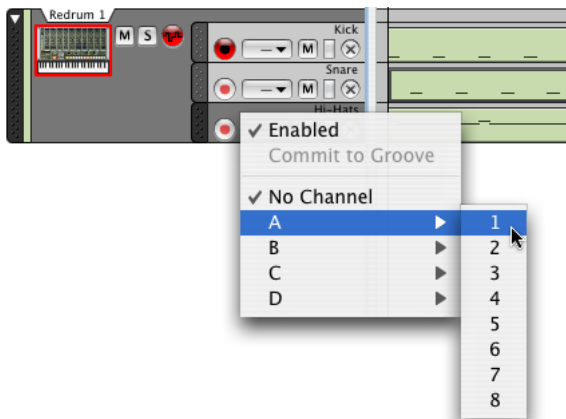 Redrum 1
M S
Kick
— M
Snare
— M
Hi-Hats
✓ Enabled
Commit to Groove
✓ No Channel
A
B
C
D
1
2
3
4
5
6
7
8